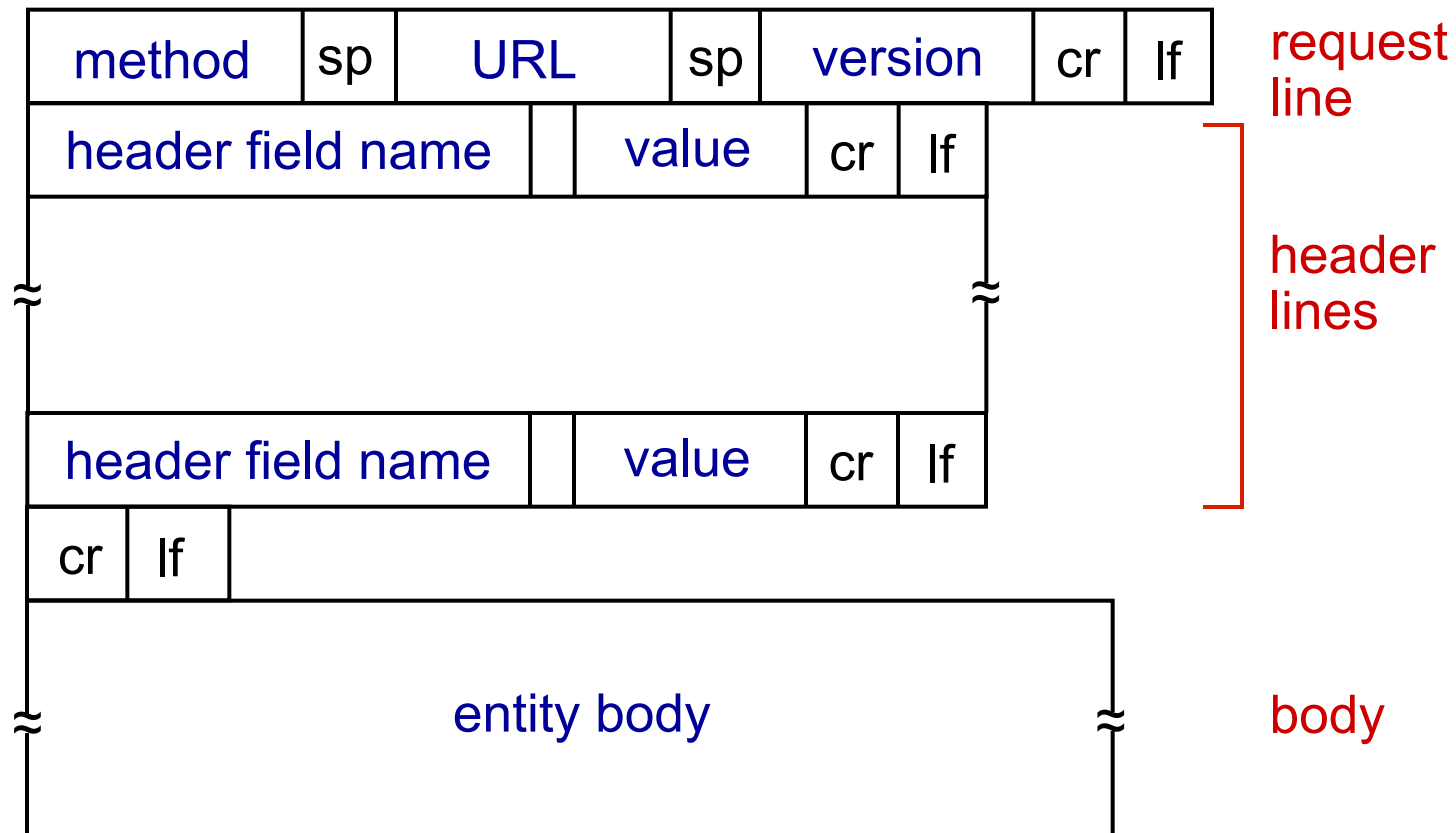 method sp URL sp version cr lf request
line
header field name value cr lf
header
lines
header field name value cr lf
cr lf
entity body body